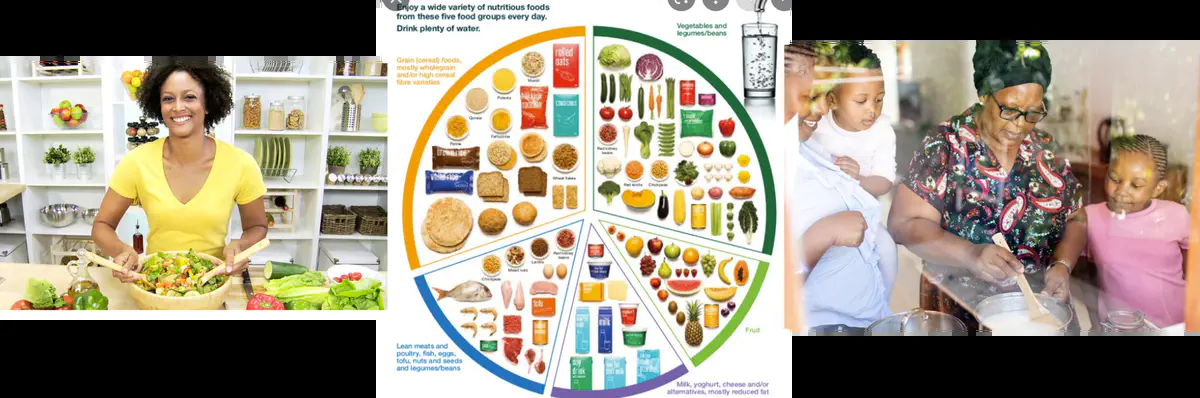 Enjoy a wide variety of nutritious foods
from these five food groups every day.
Drink plenty of water.
Grain (cereal) foods,
mostly wholegrain
and/or high cereal
fibre varieties
Vegetables and
legumes/beans
rolled
oats
Muesli
Polenta
Quinoa
Fettuccine
Penne
Wheat flakes
Red kidney
beans
Red lentils
Chickpeas
Red kidney
beans
Lentils
Mixed nuts
Chickpeas
Lean meats and
poultry, fish, eggs,
tofu, nuts and seeds
and legumes/beans
soy
drink
milk
Fruit
Milk, yoghurt, cheese and/or
alternatives, mostly reduced fat